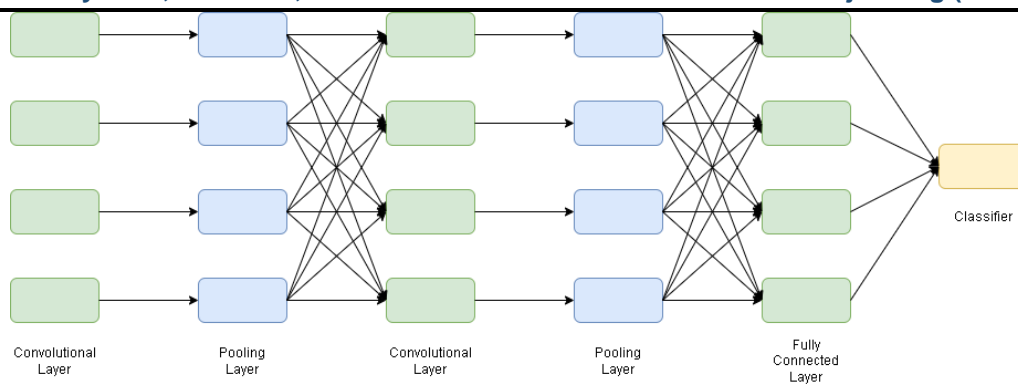 Convolutional
Layer
Pooling
Layer
Convolutional
Layer
Pooling
Layer
Fully
Connected
Layer
Classifier